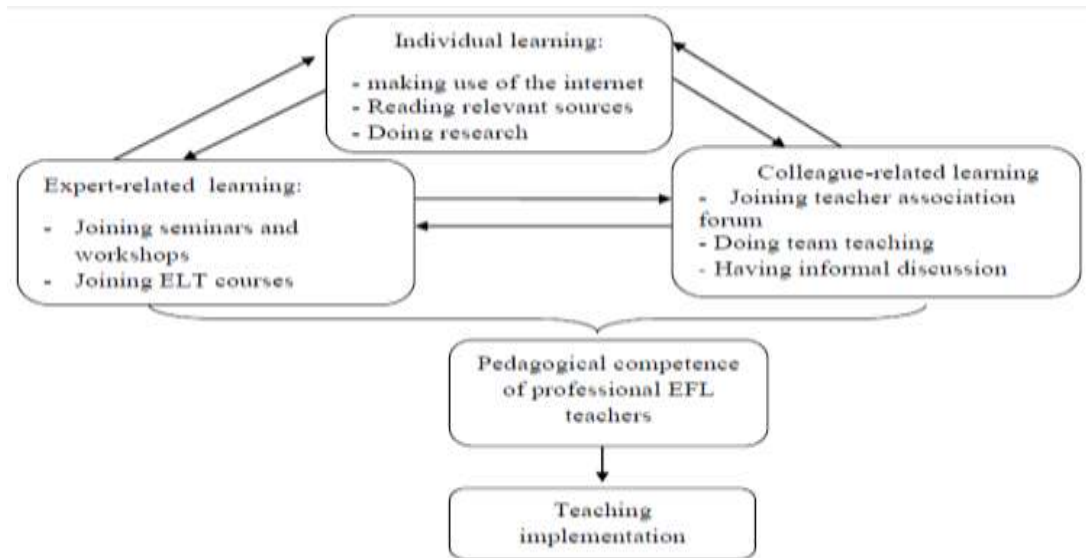 Individual learning:
- making use of the internet
- Reading relevant sources
- Doing research
Expert-related learning:
- Joining seminars and
workshops
- Joining ELT courses
Colleague-related learning
- Joining teacher association
forum
- Doing team teaching
- Having informal discussion
Pedagogical competence
of professional EFL
teachers
Teaching
implementation